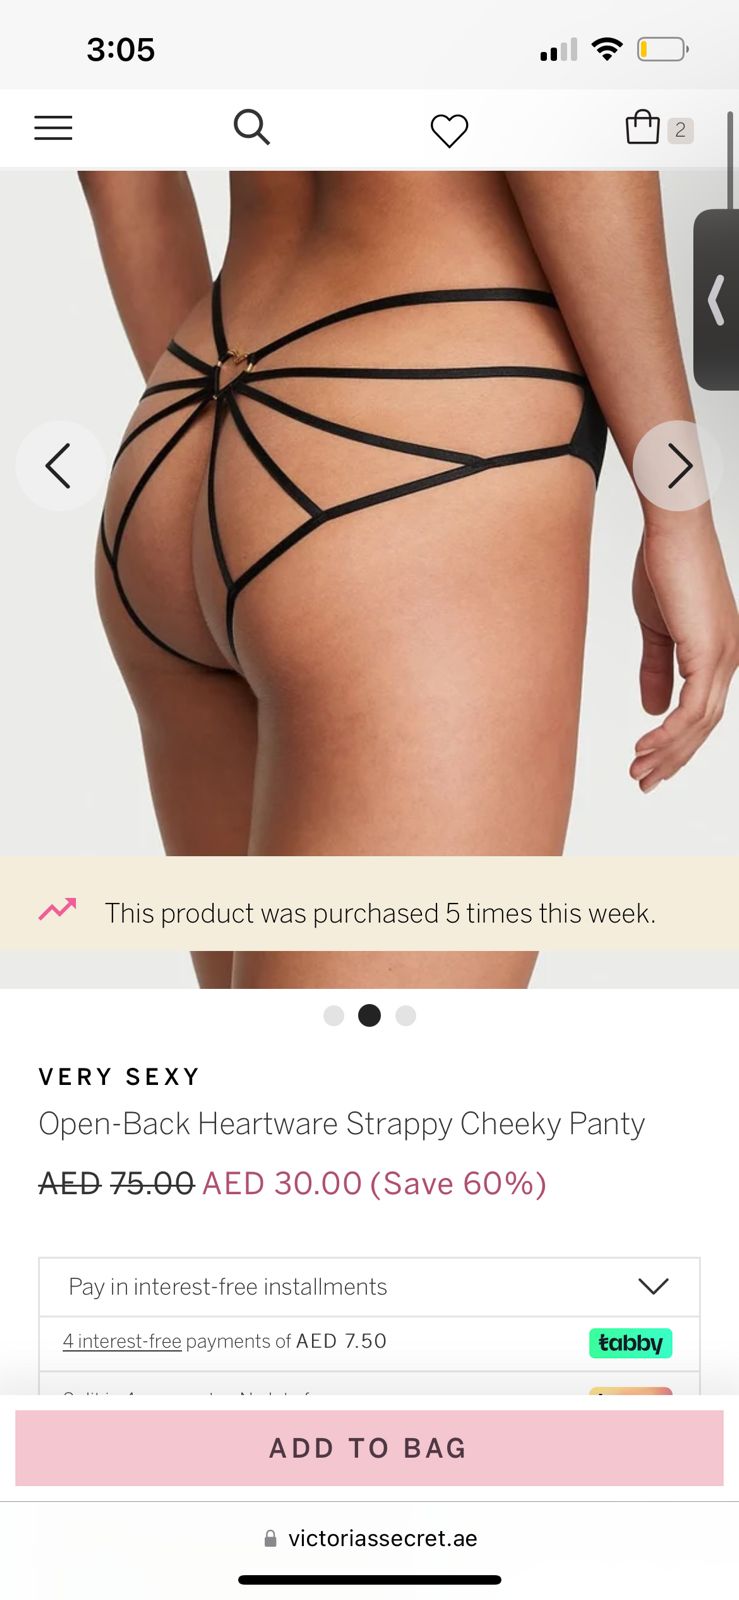 3:05
2
This product was purchased 5 times this week.
VERY SEXY
Open-Back Heartware Strappy Cheeky Panty
AED 75.00 AED 30.00 (Save 60%)
Pay in interest-free installments
4 interest-free payments of AED 7.50 tabby
ADD TO BAG
victoriassecret.ae